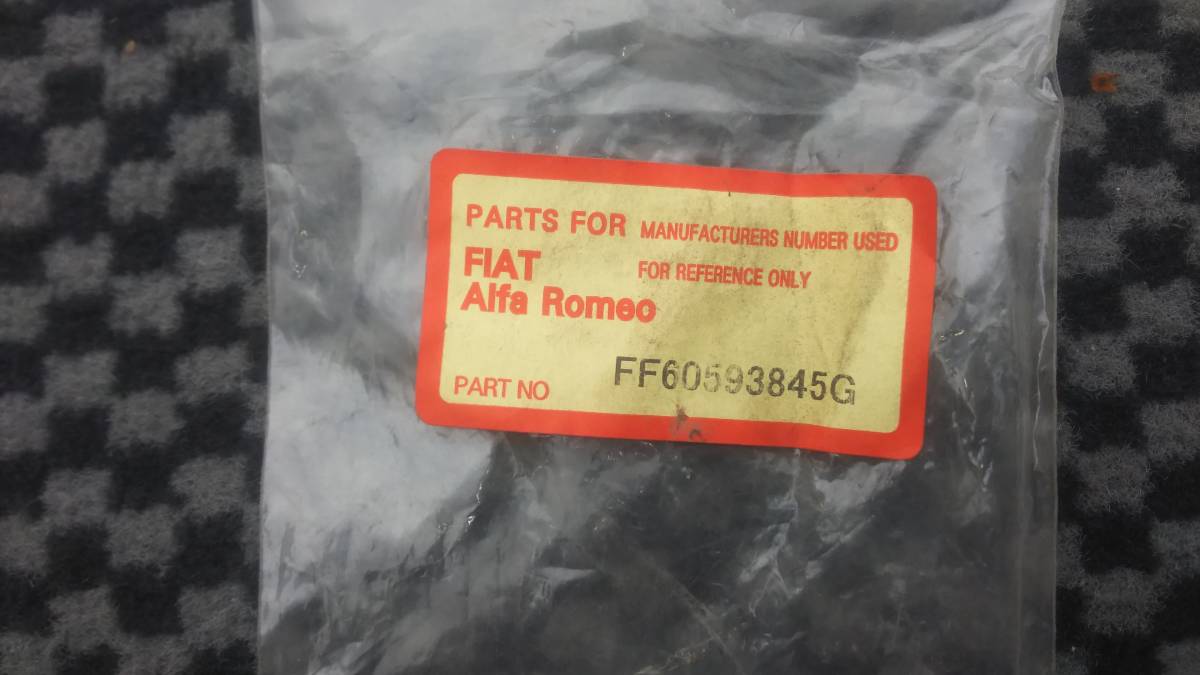 PARTS FOR MANUFACTURERS NUMBER USED
FIAT FOR REFERENCE ONLY
Alfa Romeo
PART NO FF60593845G